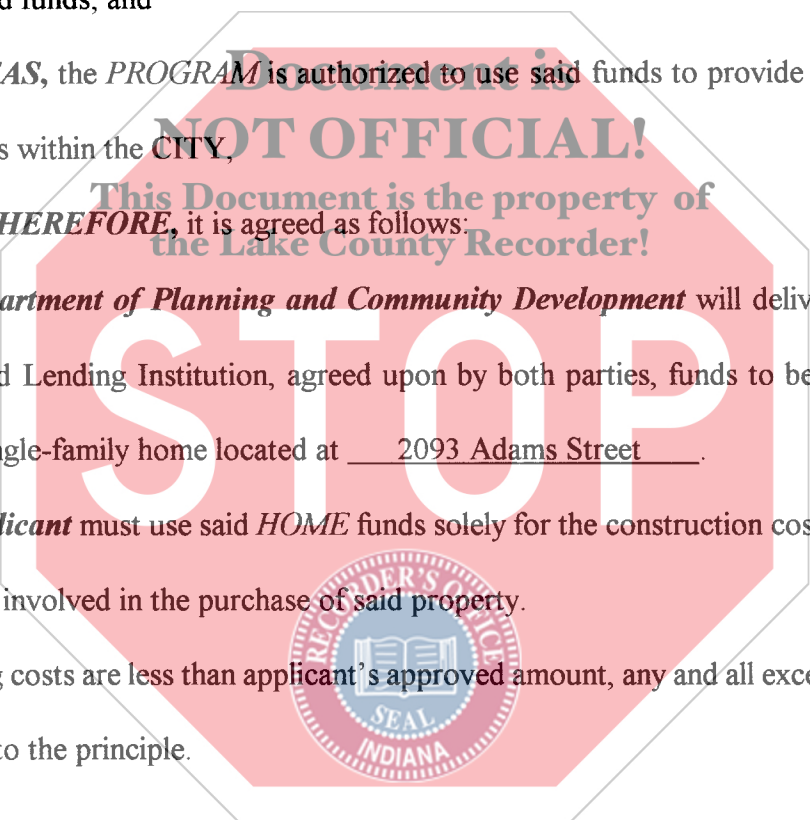 d funds, and
EAS, the PROGRAM is authorized to use said funds to provide
Document is
s within the CITY,
NOT OFFICIAL!
This Document is the property of
HEREFORE, it is agreed as follows:
the Lake County Recorder!
artment of Planning and Community Development will deliv
STOP
d Lending Institution, agreed upon by both parties, funds to be
ngle-family home located at 2093 Adams Street.
licant must use said HOME funds solely for the construction cos
involved in the purchase of said property.
g costs are less than applicant's approved amount, any and all exce
to the principle.
RECORDER'S OFFICE
SEAL
INDIANA